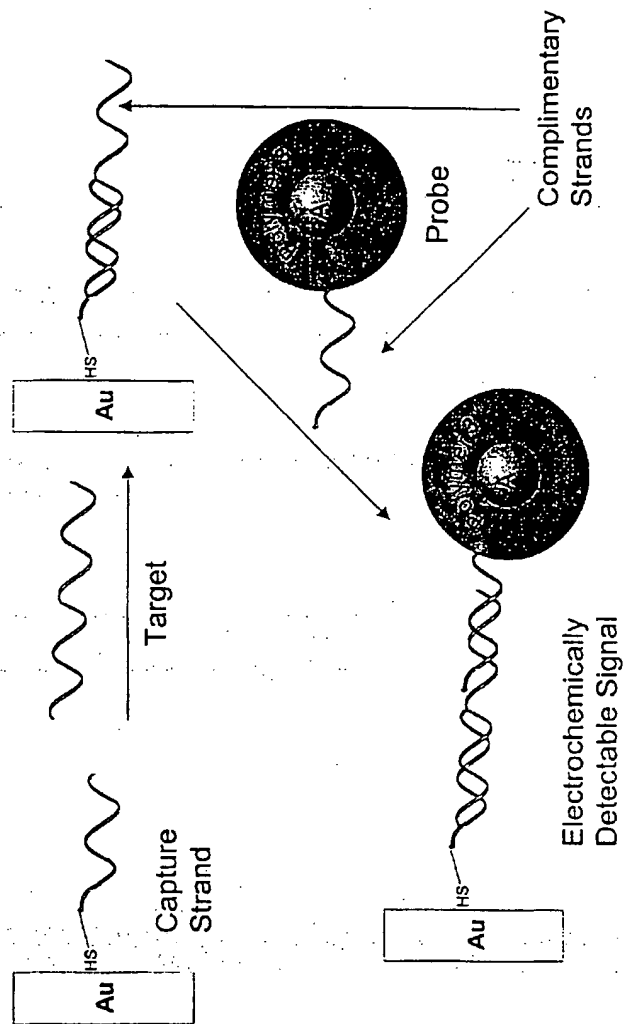 Au
HS
Capture
Strand
Target
Au
HS
Probe
Complimentary
Strands
Au
HS
Electrochemically
Detectable Signal